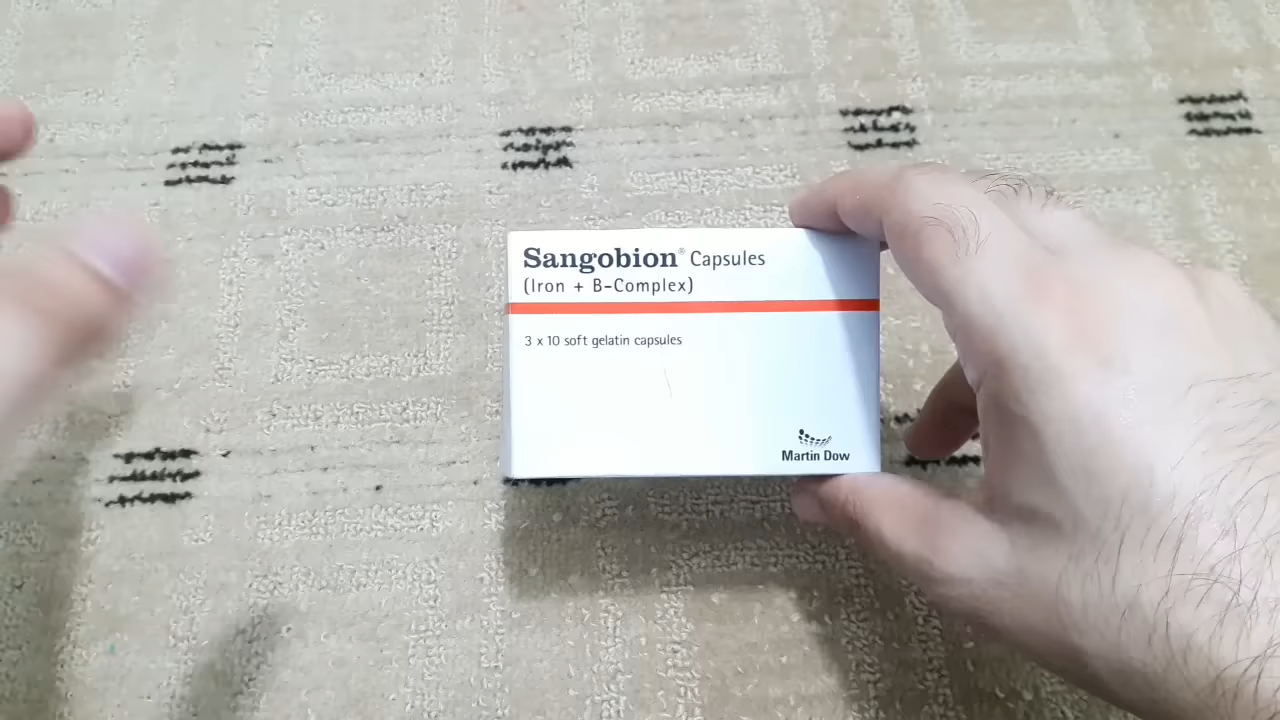 Sangobion® Capsules
(Iron + B-Complex)
3 x 10 soft gelatin capsules
Martin Dow